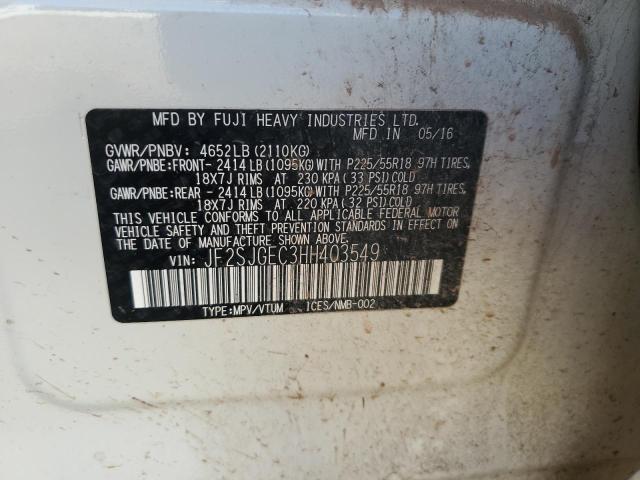 MFD BY FUJI HEAVY INDUSTRIES LTD.
MFD IN 05/16
GVWR/PNBV: 4652LB(2110KG)
GAWR/PNBE:FRONT- 2414LB(1095KG)WITH P225/55R18 97H TIRES,
18X7J RIMS AT 230 KPA(33 PSI)COLD
GAWR/PNBE:REAR - 2414LB(1095KG)WITH P225/55R18 97H TIRES,
18X7J RIMS AT 220 KPA(32 PSI)COLD
THIS VEHICLE CONFORMS TO ALL APPLICABLE FEDERAL MOTOR
VEHICLE SAFETY AND THEFT PREVENTION STANDARDS IN
EFFECT ON THE DATE OF MANUFACTURE SHOWN ABOVE.
VIN: JF2SJGEC3HH403549
TYPE:MPV/VTUM ICES/NMB-002